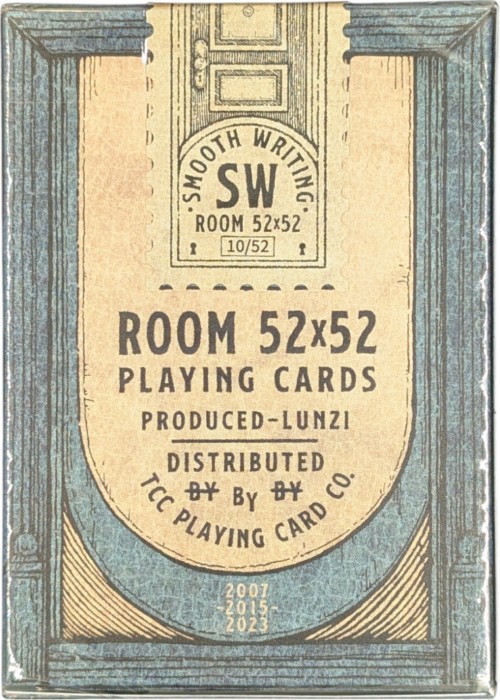 ·SMOOTH WRITING·
SW
ROOM 52x52
10/52
ROOM 52x52
PLAYING CARDS
PRODUCED-LUNZI
DISTRIBUTED
BY By BY
TCC PLAYING CARD CO.
2007
-2015-
2023